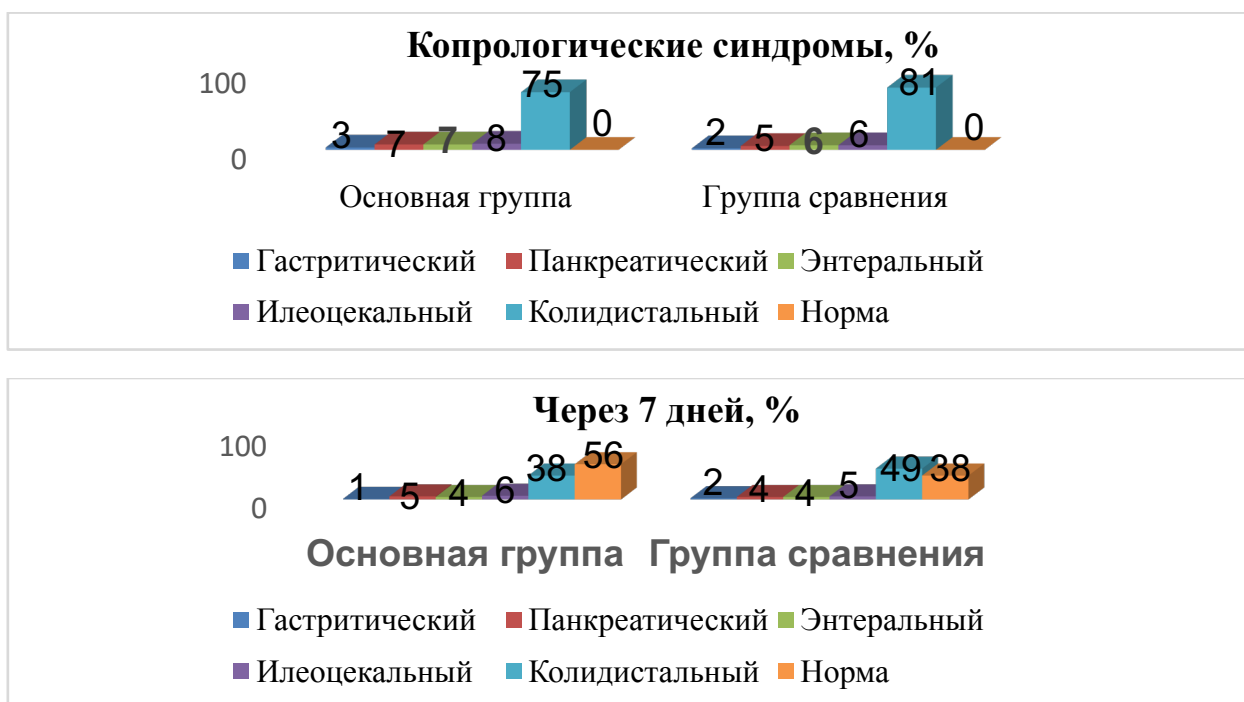 Копрологические синдромы, %
100
0
3 7 7 8 75 0 2 5 6 6 81 0
Основная группа Группа сравнения
Гастритический Панкреатический Энтеральный
Илеоцекальный Колидистальный Норма
Через 7 дней, %
100
0
1 5 4 6 38 56 2 4 4 5 49 38
Основная группа Группа сравнения
Гастритический Панкреатический Энтеральный
Илеоцекальный Колидистальный Норма